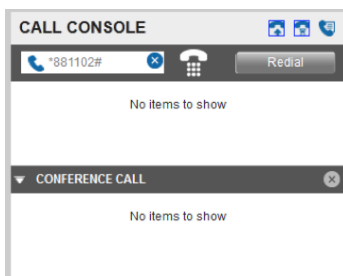 CALL CONSOLE
*881102#
Redial
No items to show
CONFERENCE CALL
No items to show